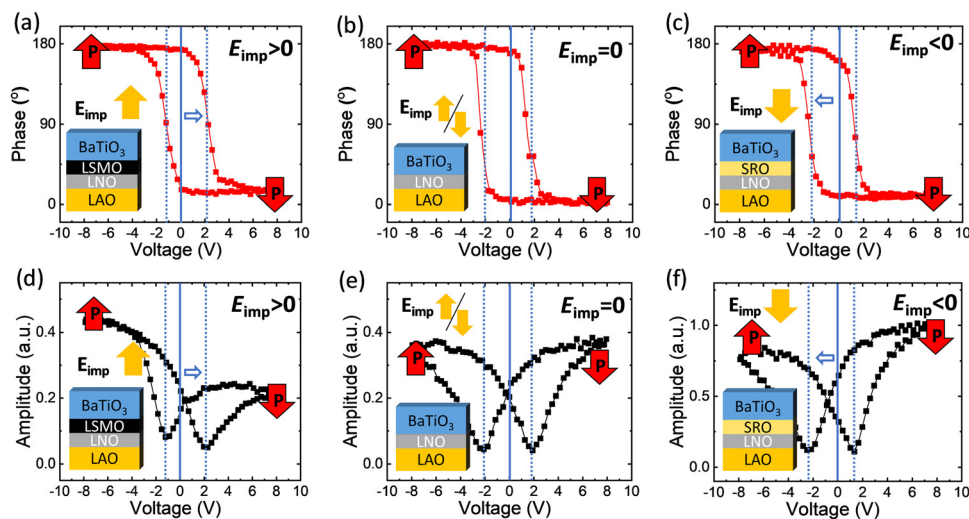 (a)
E_imp>0
180
90
0
Phase (°)
P
E_imp
BaTiO₃
LSMO
LNO
LAO
P
-10 -8 -6 -4 -2 0 2 4 6 8 10
Voltage (V)
(b)
E_imp=0
180
90
0
Phase (°)
P
E_imp
BaTiO₃
LNO
LAO
P
-10 -8 -6 -4 -2 0 2 4 6 8 10
Voltage (V)
(c)
E_imp<0
180
90
0
Phase (°)
P
E_imp
BaTiO₃
SRO
LNO
LAO
P
-10 -8 -6 -4 -2 0 2 4 6 8 10
Voltage (V)
(d)
E_imp>0
0.4
0.2
0.0
Amplitude (a.u.)
P
E_imp
BaTiO₃
LSMO
LNO
LAO
P
-10 -8 -6 -4 -2 0 2 4 6 8 10
Voltage (V)
(e)
E_imp
E_imp=0
0.4
0.2
0.0
Amplitude (a.u.)
P
BaTiO₃
LNO
LAO
P
-10 -8 -6 -4 -2 0 2 4 6 8 10
Voltage (V)
(f)
E_imp
E_imp<0
1.0
0.5
0.0
Amplitude (a.u.)
P
BaTiO₃
SRO
LNO
LAO
P
-10 -8 -6 -4 -2 0 2 4 6 8 10
Voltage (V)